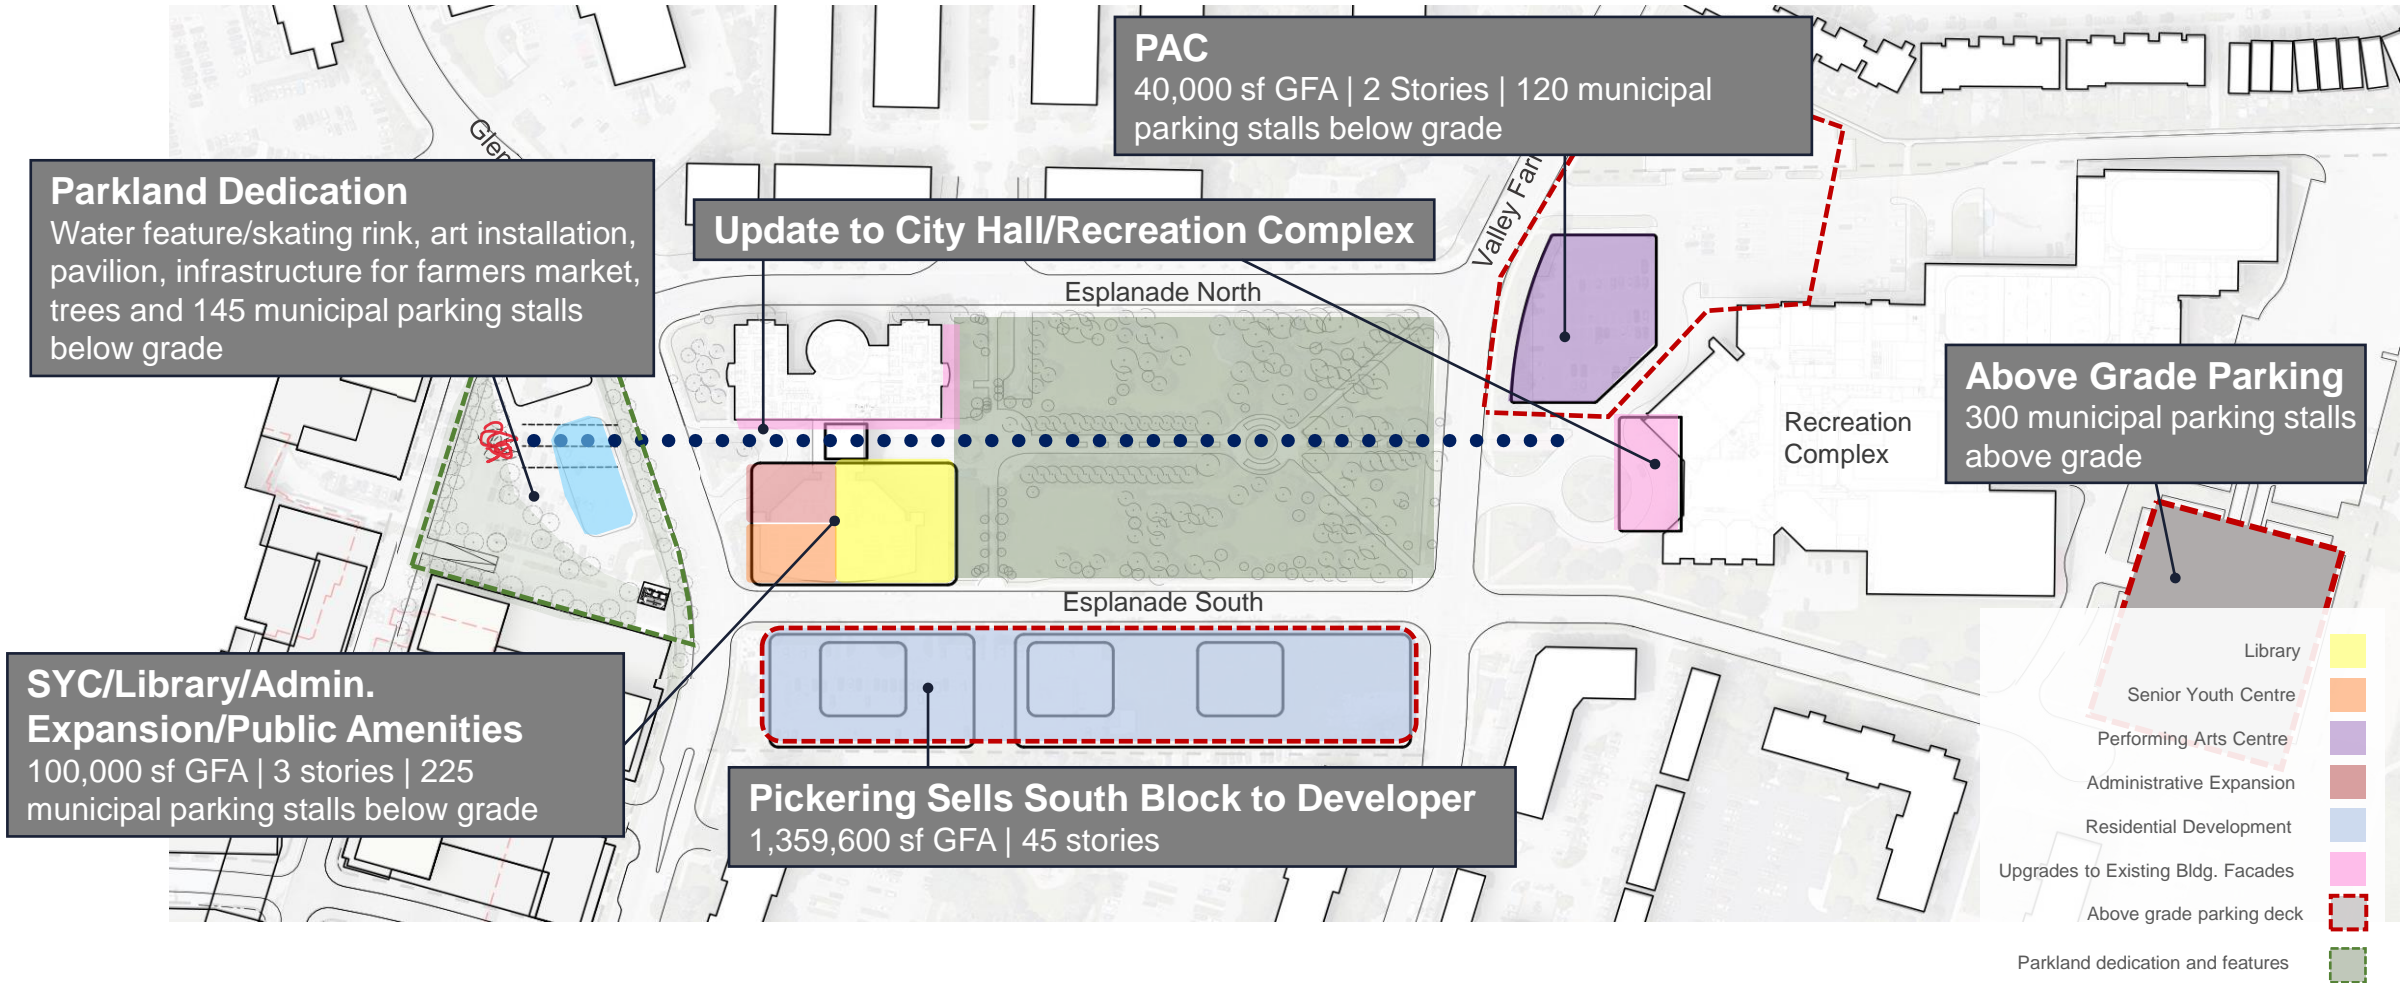 PAC
40,000 sf GFA | 2 Stories | 120 municipal
parking stalls below grade
Parkland Dedication
Water feature/skating rink, art installation,
pavilion, infrastructure for farmers market,
trees and 145 municipal parking stalls
below grade
Update to City Hall/Recreation Complex
Esplanade North
Valley
Above Grade Parking
300 municipal parking stalls
above grade
Recreation
Complex
Esplanade South
SYC/Library/Admin.
Expansion/Public Amenities
100,000 sf GFA | 3 stories | 225
municipal parking stalls below grade
Pickering Sells South Block to Developer
1,359,600 sf GFA | 45 stories
Library
Senior Youth Centre
Performing Arts Centre
Administrative Expansion
Residential Development
Upgrades to Existing Bldg. Facades
Above grade parking deck
Parkland dedication and features